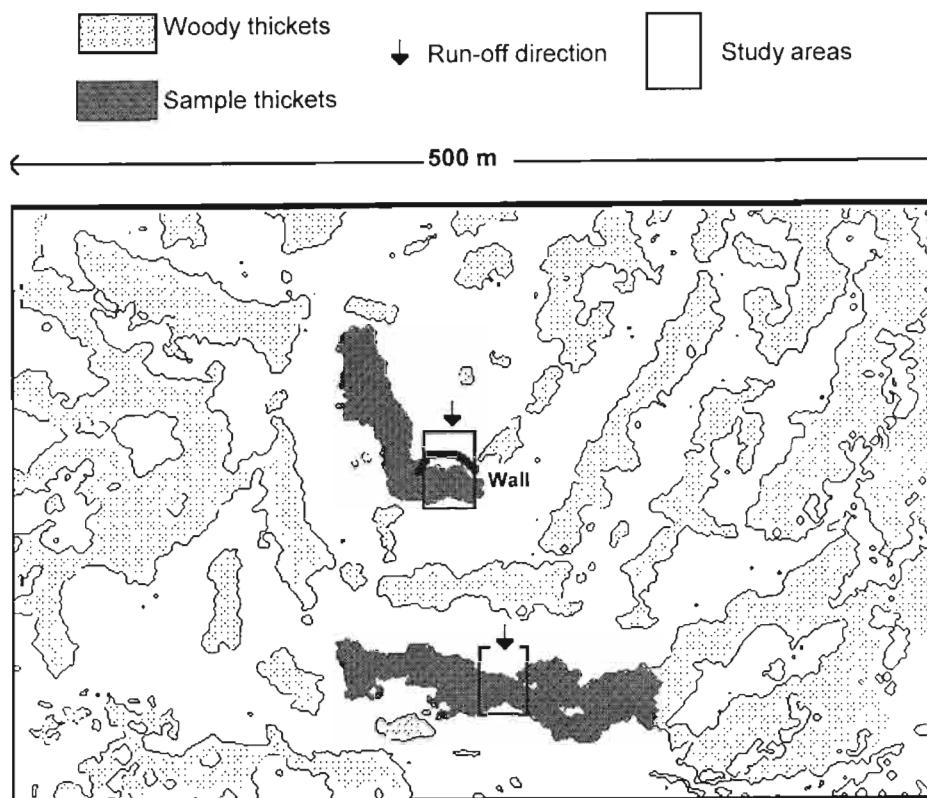 Woody thickets
Run-off direction
Study areas
Sample thickets
500 m
Wall